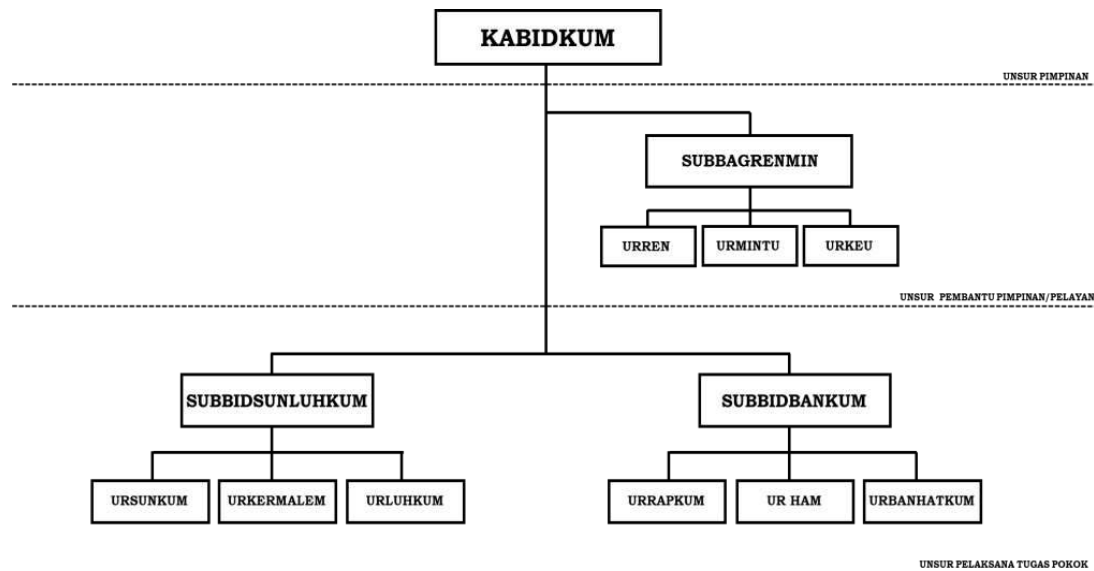 KABIDKUM
UNSUR PIMPINAN
SUBBAGRENMIN
URREN
URMINTU
URKEU
UNSUR PEMBANTU PIMPINAN/PELAYAN
SUBBIDSUNLUHKUM
SUBBIDBANKUM
URSUNKUM
URKERMALEM
URLUHKUM
URRAPKUM
UR HAM
URBANHATKUM
UNSUR PELAKSANA TUGAS POKOK